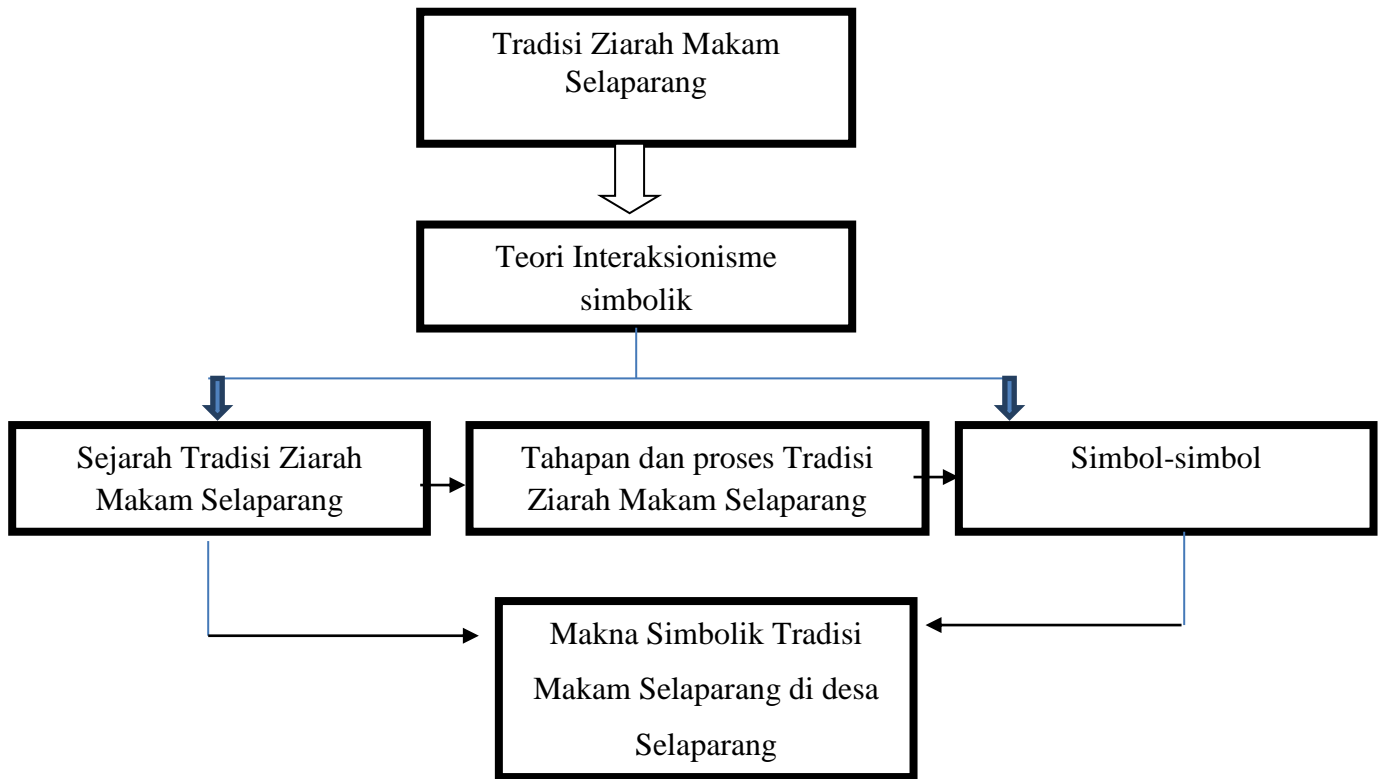 Tradisi Ziarah Makam
Selaparang
Teori Interaksionisme
simbolik
Sejarah Tradisi Ziarah
Makam Selaparang
Tahapan dan proses Tradisi
Ziarah Makam Selaparang
Simbol-simbol
Makna Simbolik Tradisi
Makam Selaparang di desa
Selaparang